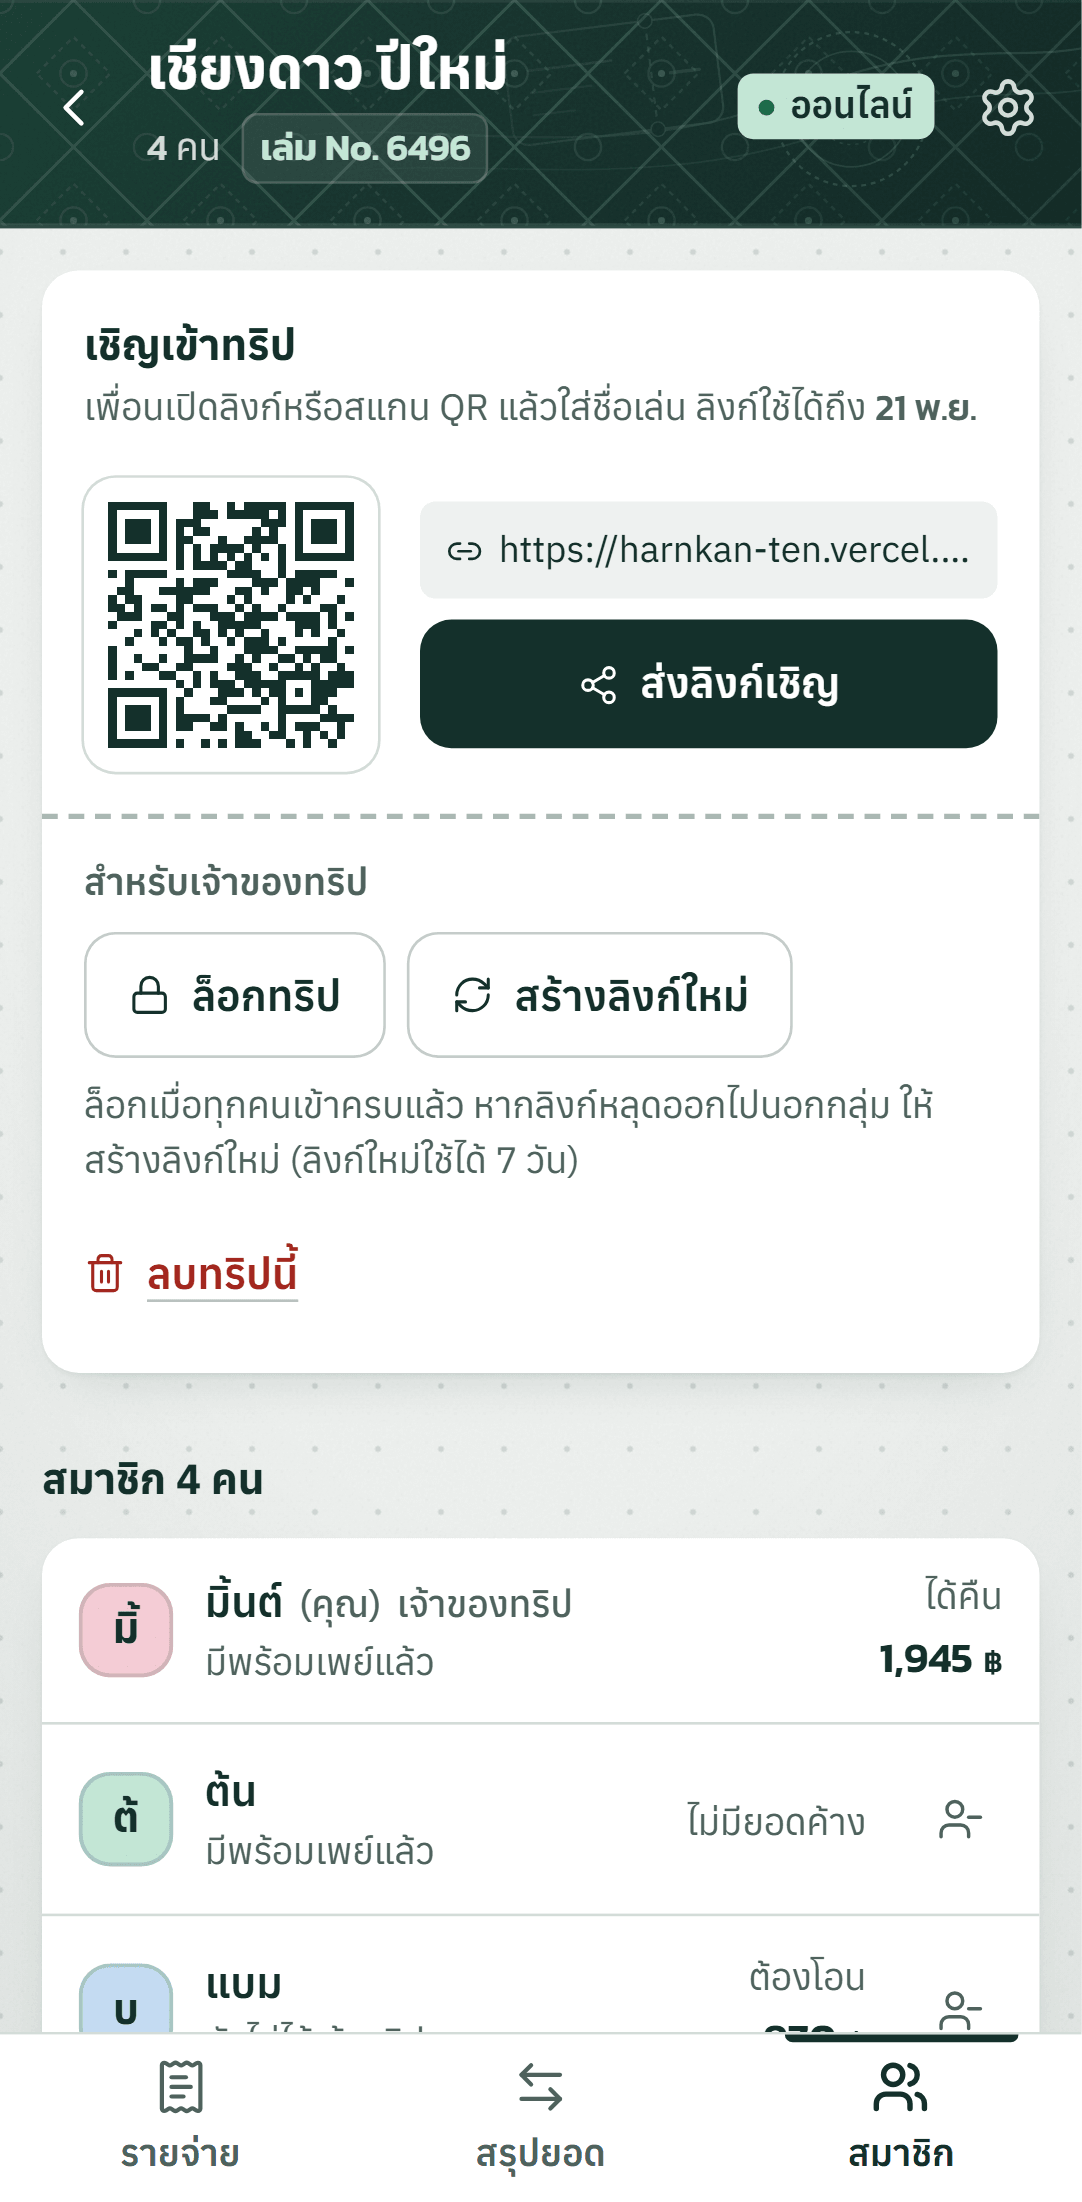 เชียงดาว ปีใหม่
4 คน เล่ม No. 6496
ออนไลน์
เชิญเข้าทริป
เพื่อนเปิดลิงก์หรือสแกน QR แล้วใส่ชื่อเล่น ลิงก์ใช้ได้ถึง 21 พ.ย.
https://harnkan-ten.vercel....
ส่งลิงก์เชิญ
สำหรับเจ้าของทริป
ล็อกทริป
สร้างลิงก์ใหม่
ล็อกเมื่อทุกคนเข้าครบแล้ว หากลิงก์หลุดออกไปนอกกลุ่ม ให้
สร้างลิงก์ใหม่ (ลิงก์ใหม่ใช้ได้ 7 วัน)
ลบทริปนี้
สมาชิก 4 คน
มิ้
มิ้นต์ (คุณ) เจ้าของทริป
มีพร้อมเพย์แล้ว
ได้คืน
1,945 ฿
ต้
ต้น
มีพร้อมเพย์แล้ว
ไม่มียอดค้าง
บ
แบม
ต้องโอน
รายจ่าย
สรุปยอด
สมาชิก